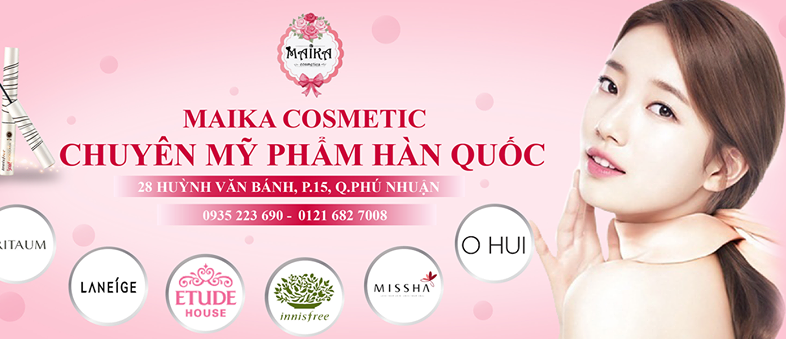 MAIKA
COSMETICS
MAIKA COSMETIC
CHUYÊN MỸ PHẨM HÀN QUỐC
28 HUỲNH VĂN BÁNH, P.15, Q.PHÚ NHUẬN
0935 223 690 - 0121 682 7008
RITAUM
LANEÍGE
ETUDE
HOUSE
innisfree
MISSHA
O HUI